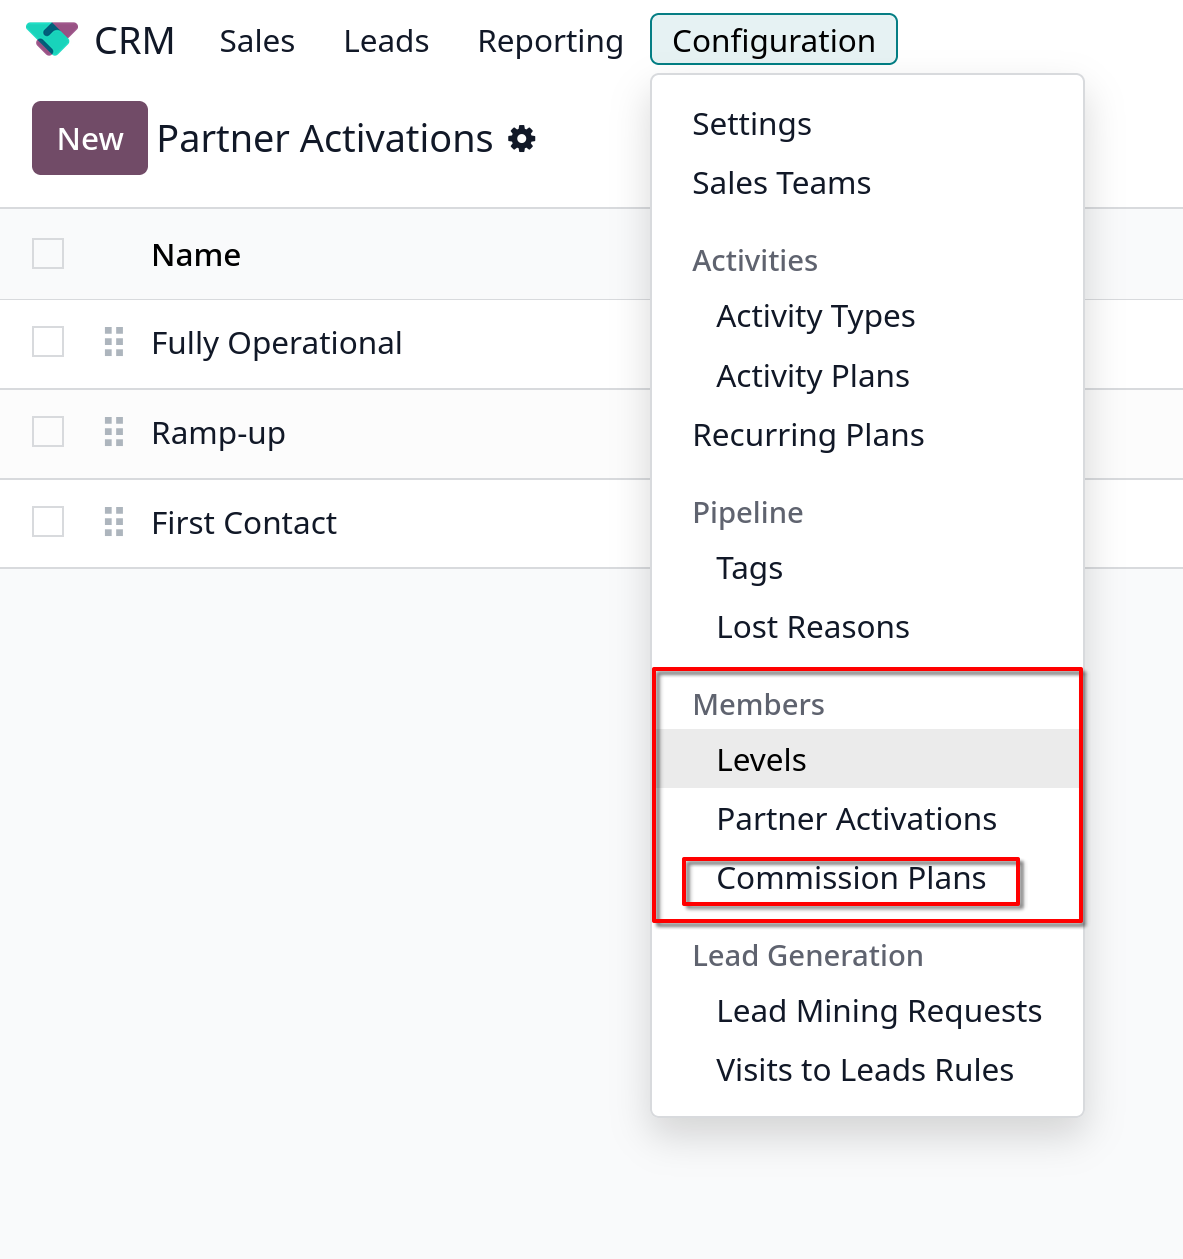 CRM Sales Leads Reporting Configuration
New Partner Activations
Name
Fully Operational
Ramp-up
First Contact
Settings
Sales Teams
Activities
Activity Types
Activity Plans
Recurring Plans
Pipeline
Tags
Lost Reasons
Members
Levels
Partner Activations
Commission Plans
Lead Generation
Lead Mining Requests
Visits to Leads Rules